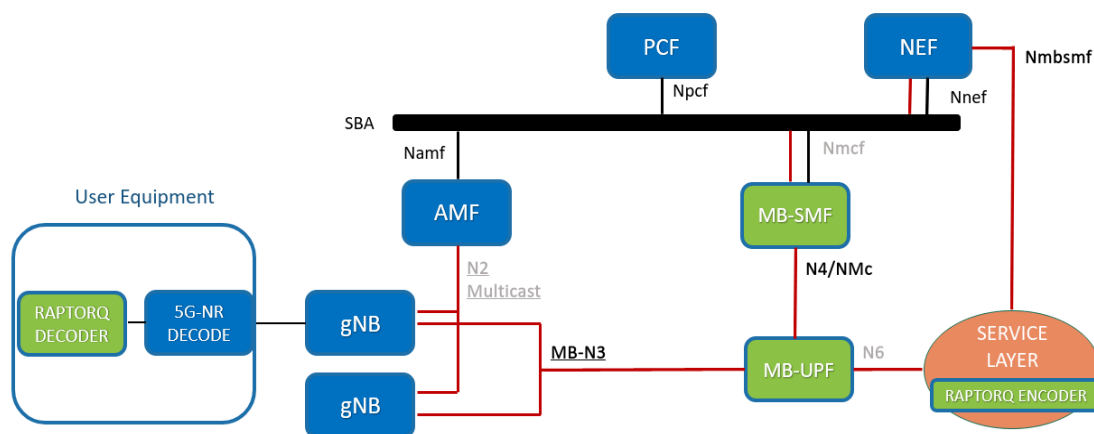 PCF
NEF
Nmbsmf
Npcf
Nnef
SBA
Namf
Nmcf
User Equipment
AMF
MB-SMF
N2
Multicast
N4/NMc
RAPTORQ
DECODER
5G-NR
DECODE
gNB
MB-N3
MB-UPF
N6
SERVICE
LAYER
RAPTORQ ENCODER
gNB